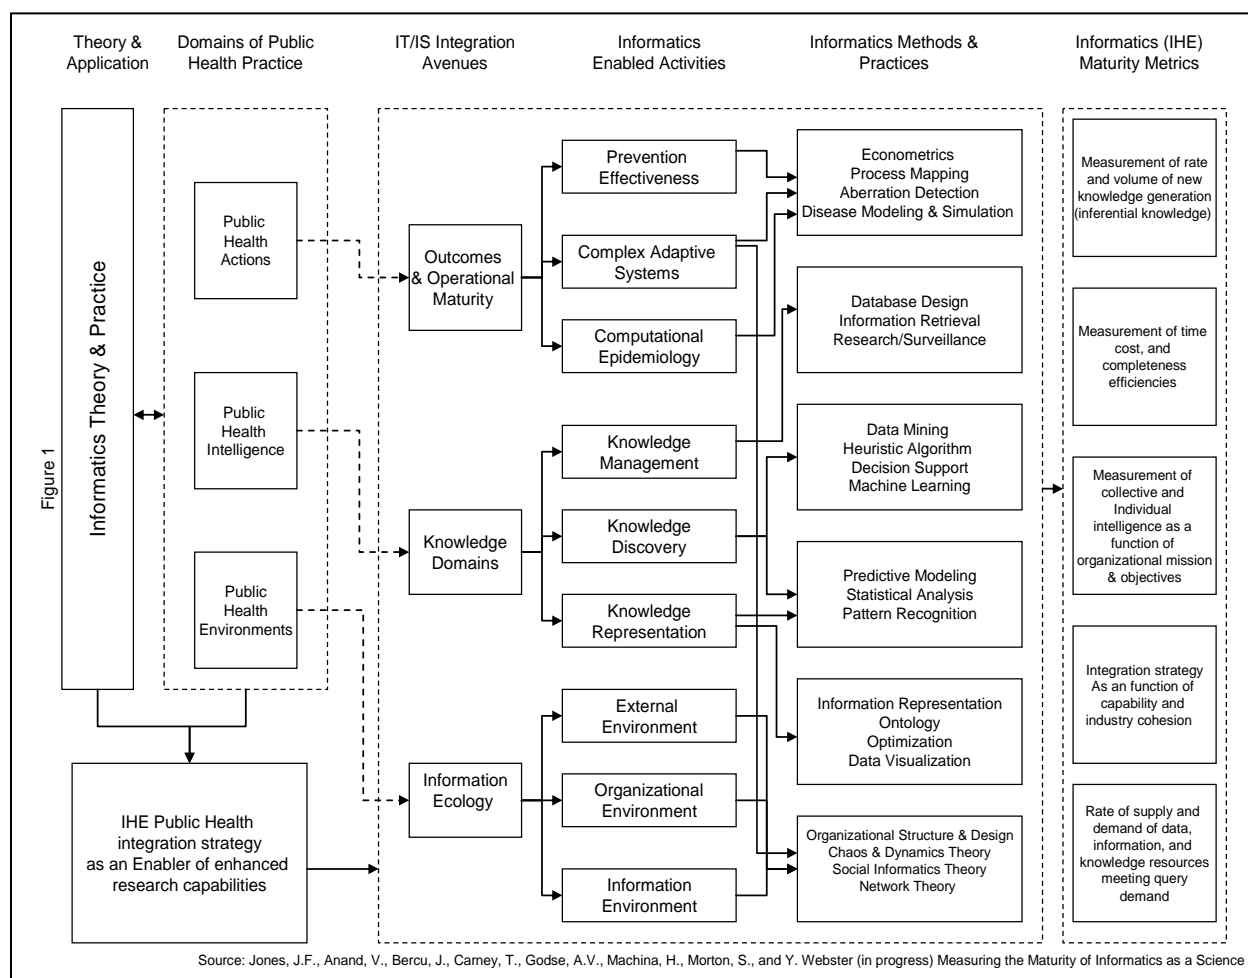 Theory &
Application
Domains of Public
Health Practice
IT/IS Integration
Avenues
Informatics
Enabled Activities
Informatics Methods &
Practices
Informatics (IHE)
Maturity Metrics
Figure 1
Informatics Theory & Practice
Public
Health
Actions
Public
Health
Intelligence
Public
Health
Environments
IHE Public Health
integration strategy
as an Enabler of enhanced
research capabilities
Outcomes
& Operational
Maturity
Knowledge
Domains
Information
Ecology
Prevention
Effectiveness
Complex Adaptive
Systems
Computational
Epidemiology
Knowledge
Management
Knowledge
Discovery
Knowledge
Representation
External
Environment
Organizational
Environment
Information
Environment
Econometrics
Process Mapping
Aberration Detection
Disease Modeling & Simulation
Database Design
Information Retrieval
Research/Surveillance
Data Mining
Heuristic Algorithm
Decision Support
Machine Learning
Predictive Modeling
Statistical Analysis
Pattern Recognition
Information Representation
Ontology
Optimization
Data Visualization
Organizational Structure & Design
Chaos & Dynamics Theory
Social Informatics Theory
Network Theory
Measurement of rate
and volume of new
knowledge generation
(inferential knowledge)
Measurement of time
cost, and
completeness
efficiencies
Measurement of
collective and
Individual
intelligence as a
function of
organizational mission
& objectives
Integration strategy
As an function of
capability and
industry cohesion
Rate of supply and
demand of data,
information, and
knowledge resources
meeting query
demand
Source: Jones, J.F., Anand, V., Bercu, J., Carney, T., Godse, A.V., Machina, H., Morton, S., and Y. Webster (in progress) Measuring the Maturity of Informatics as a Science